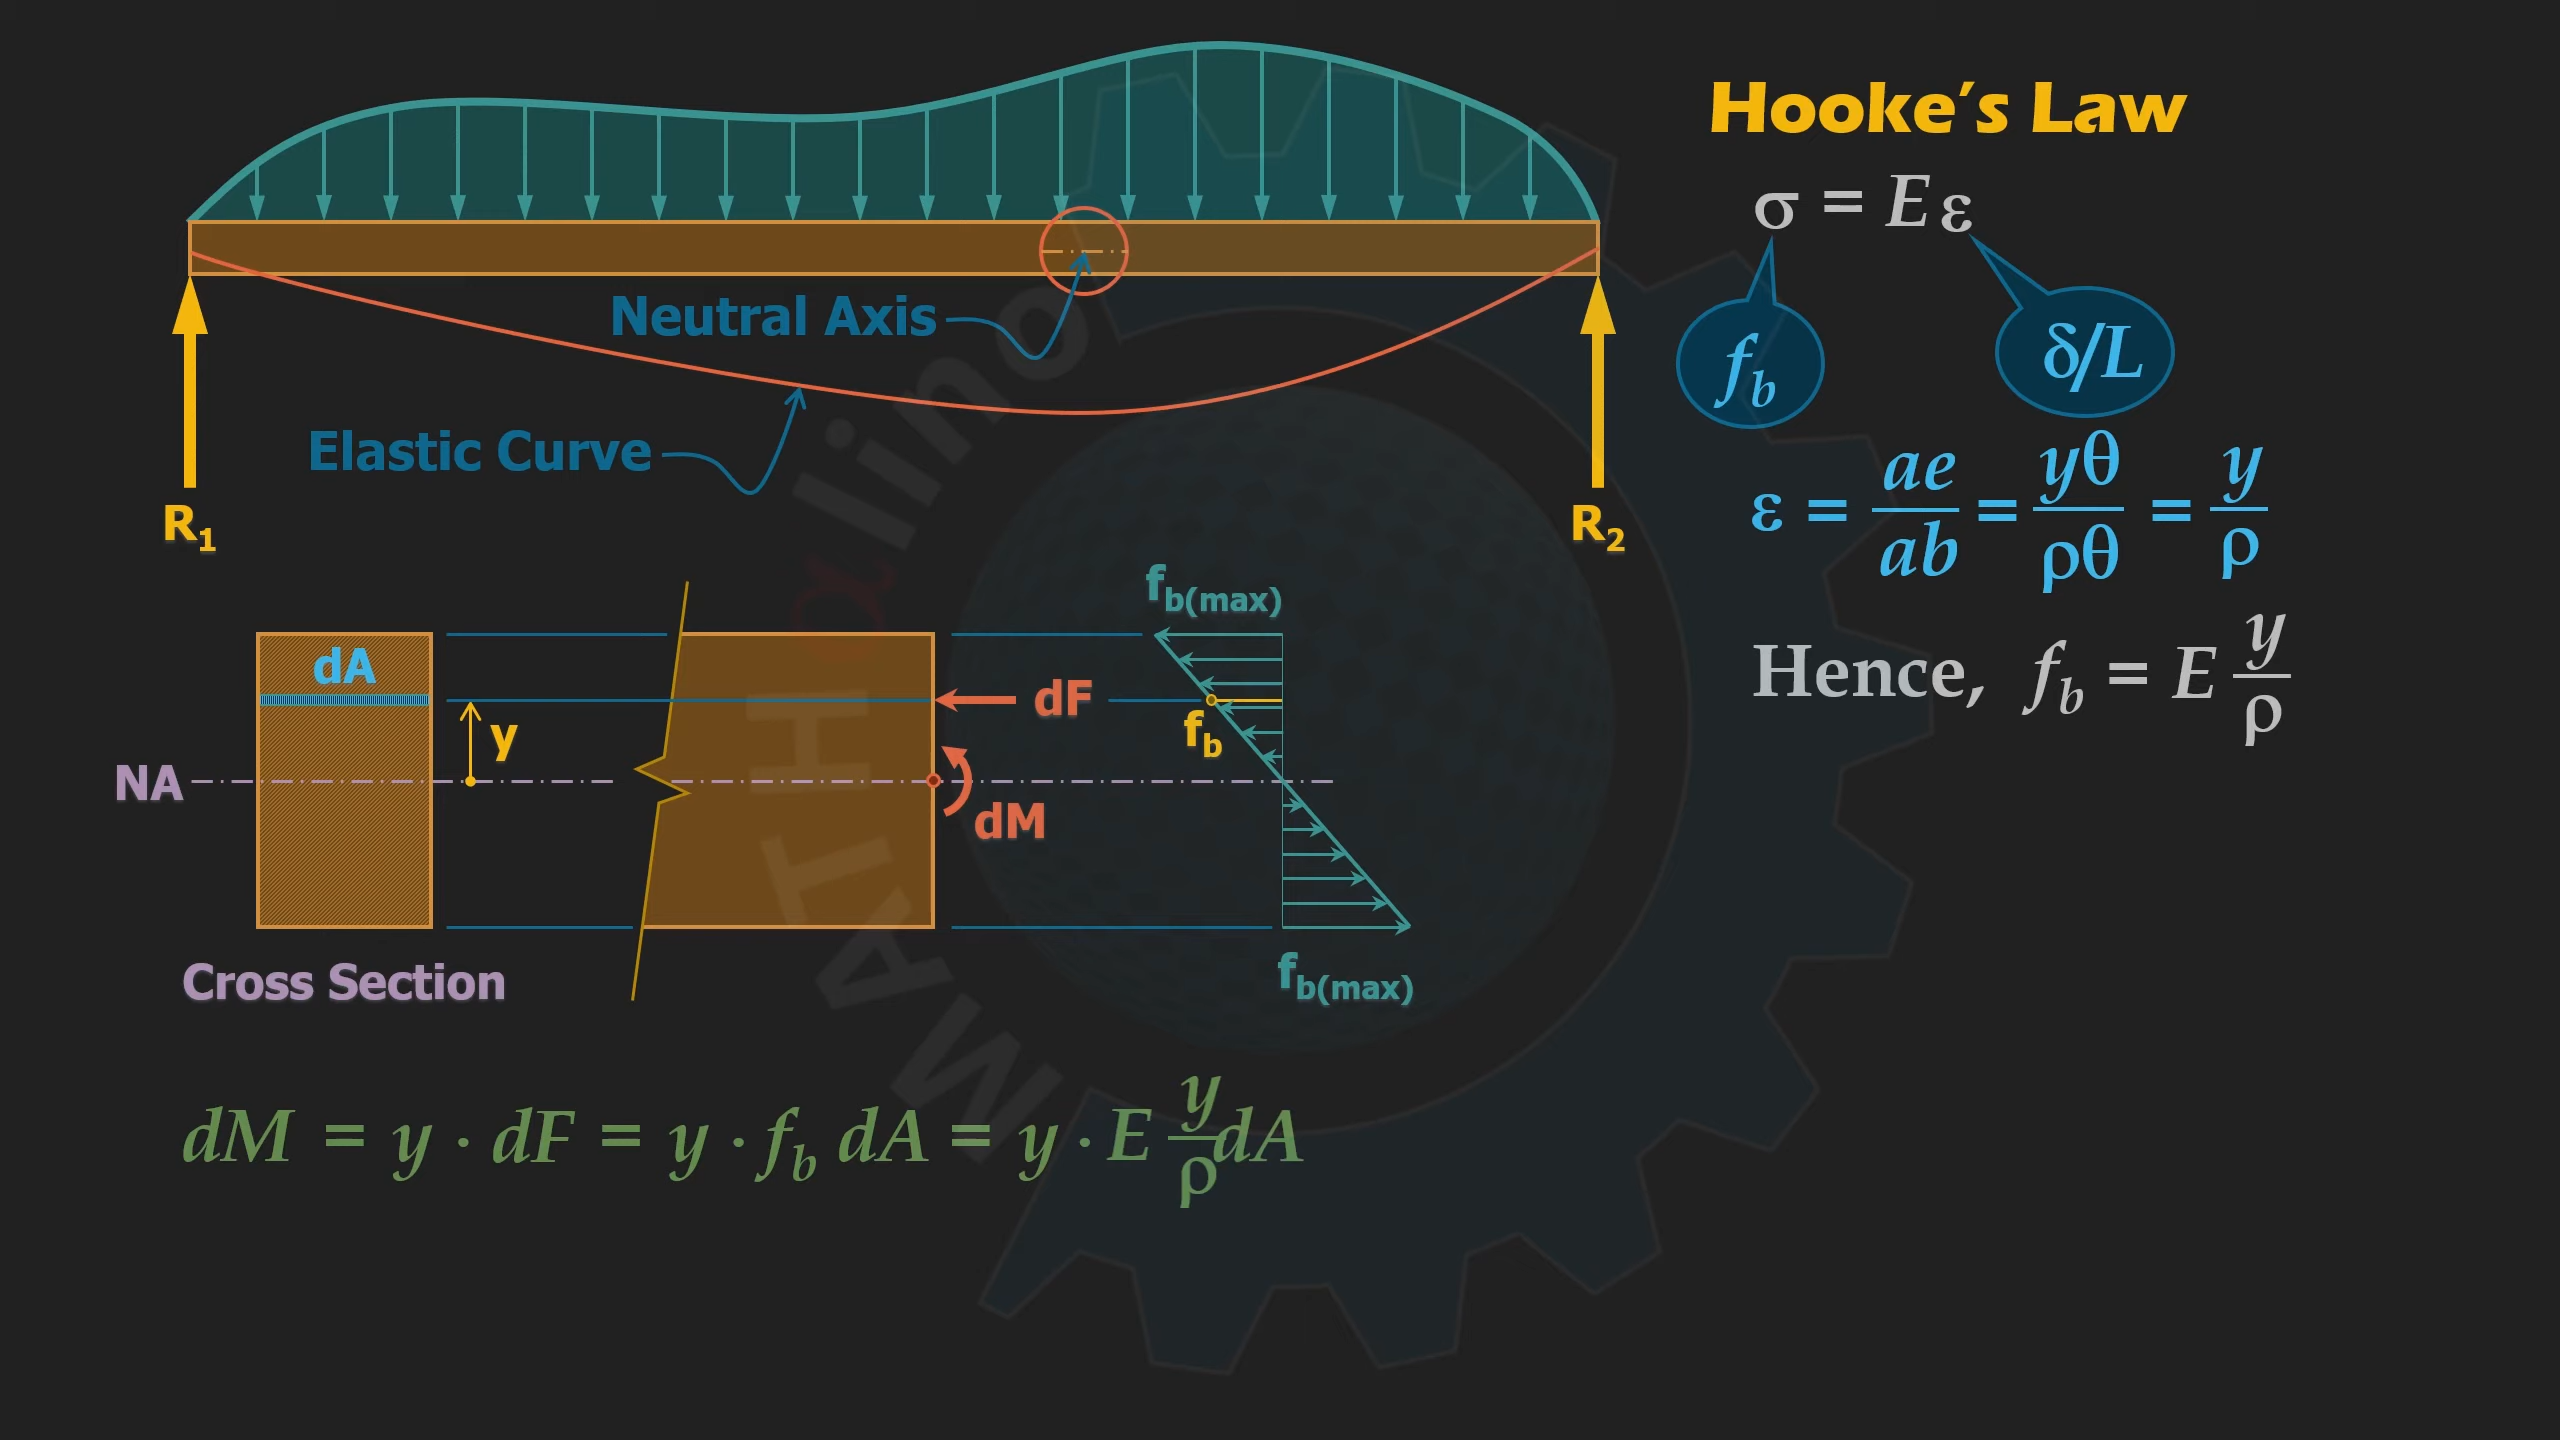 Hooke's Law
σ = Eε
Neutral Axis
f_b
δ/L
Elastic Curve
ε = ae/ab = yθ/ρθ = y/ρ
R₁
R₂
f_b(max)
Hence, f_b = E y/ρ
dA
dF
y
f_b
NA
dM
Cross Section
f_b(max)
dM = y · dF = y · f_b dA = y · E y/ρ dA
MATHalino